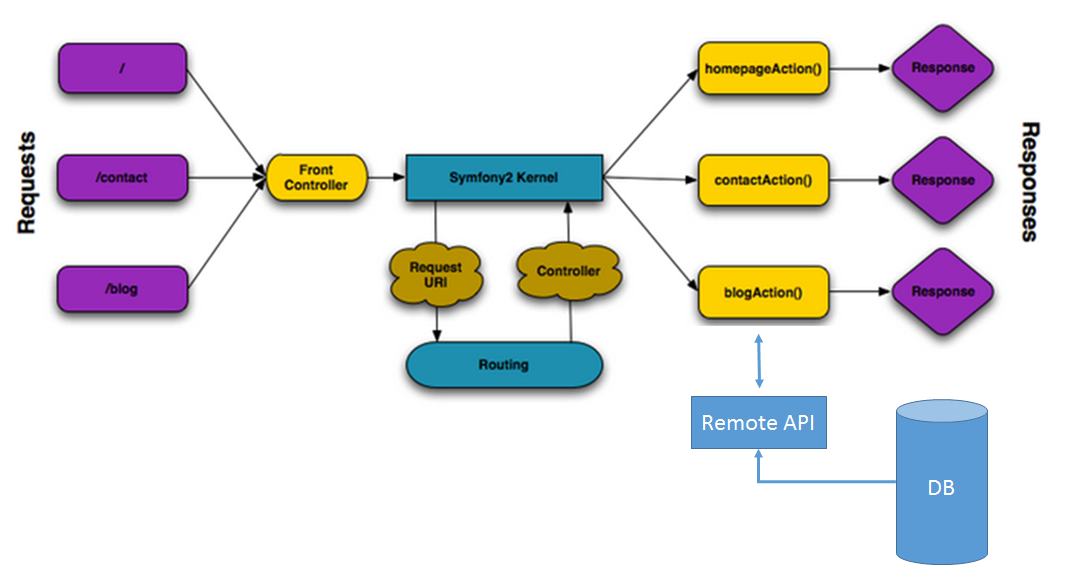 Requests
/
/contact
/blog
Front
Controller
Symfony2 Kernel
Request
URI
Controller
Routing
homepageAction()
contactAction()
blogAction()
Response
Response
Response
Responses
Remote API
DB